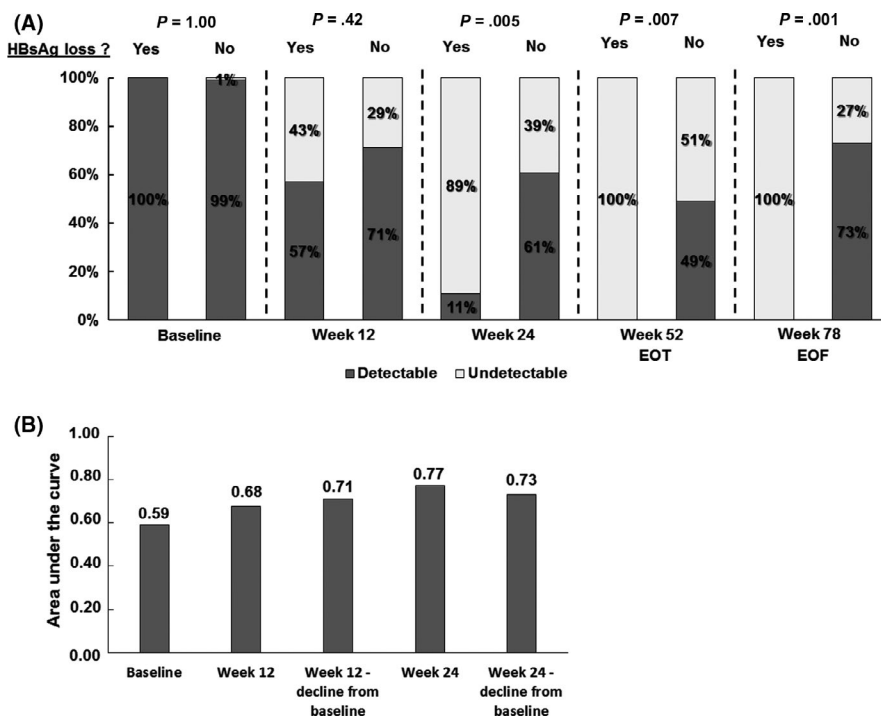 (A)
P = 1.00 P = .42 P = .005 P = .007 P = .001
HBsAg loss ? Yes No Yes No Yes No Yes No Yes No
100%
80%
60%
40%
20%
0%
100% 1% 99% 43% 57% 29% 71% 89% 11% 39% 61% 100% 51% 49% 100% 27% 73%
Baseline Week 12 Week 24 Week 52 Week 78
EOT EOF
Detectable Undetectable
(B)
Area under the curve
1.00
0.80
0.60
0.40
0.20
0.00
0.59 0.68 0.71 0.77 0.73
Baseline Week 12 Week 12 - Week 24 Week 24 -
decline from decline from
baseline baseline